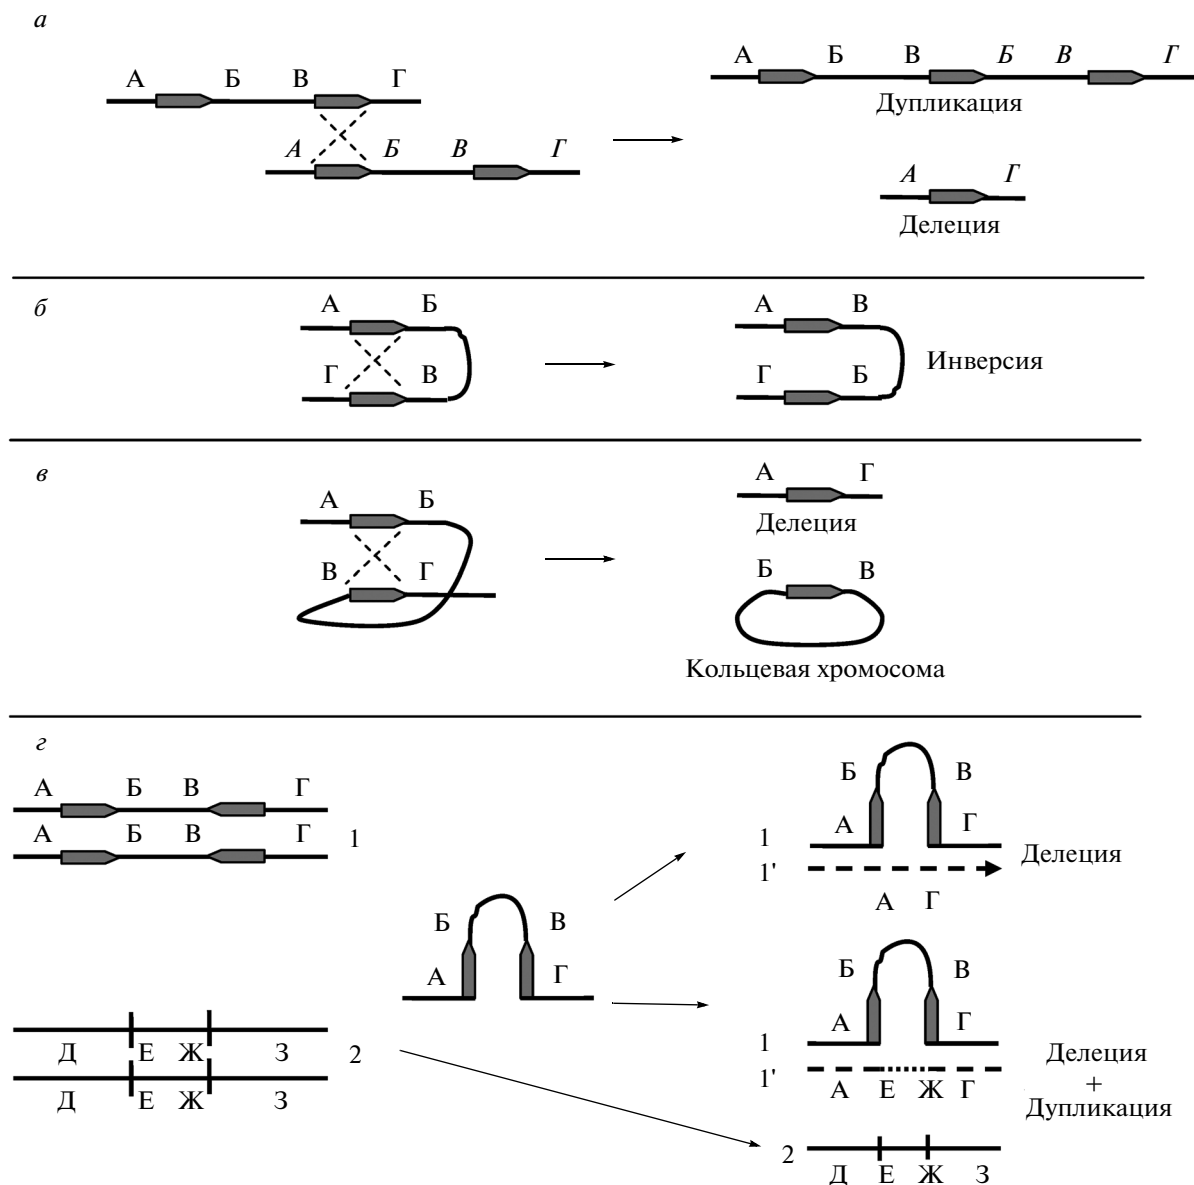 а
А Б В Г
А Б В Г
А Б В Б В Г
Дупликация
А Г
Делеция
б
А Б
Г В
А В
Г Б
Инверсия
в
А Б
В Г
А Г
Делеция
Б В
Кольцевая хромосома
г
А Б В Г
А Б В Г
1
Д Е Ж З
Д Е Ж З
2
Б В
А Г
Б В
А Г
1
1'
А Г
Делеция
Б В
А Г
1
1'
А Е Ж Г
Делеция
+
Дупликация
2
Д Е Ж З